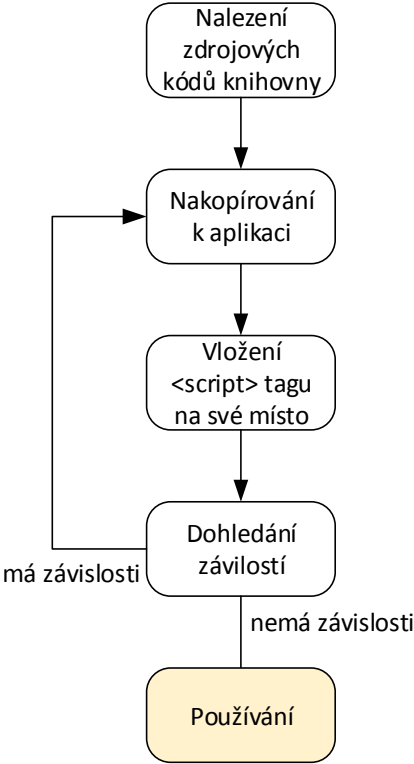 Nalezení
zdrojových
kódů knihovny
Nakopírování
k aplikaci
Vložení
<script> tagu
na své místo
Dohledání
závilostí
má závislosti
nemá závislosti
Používání